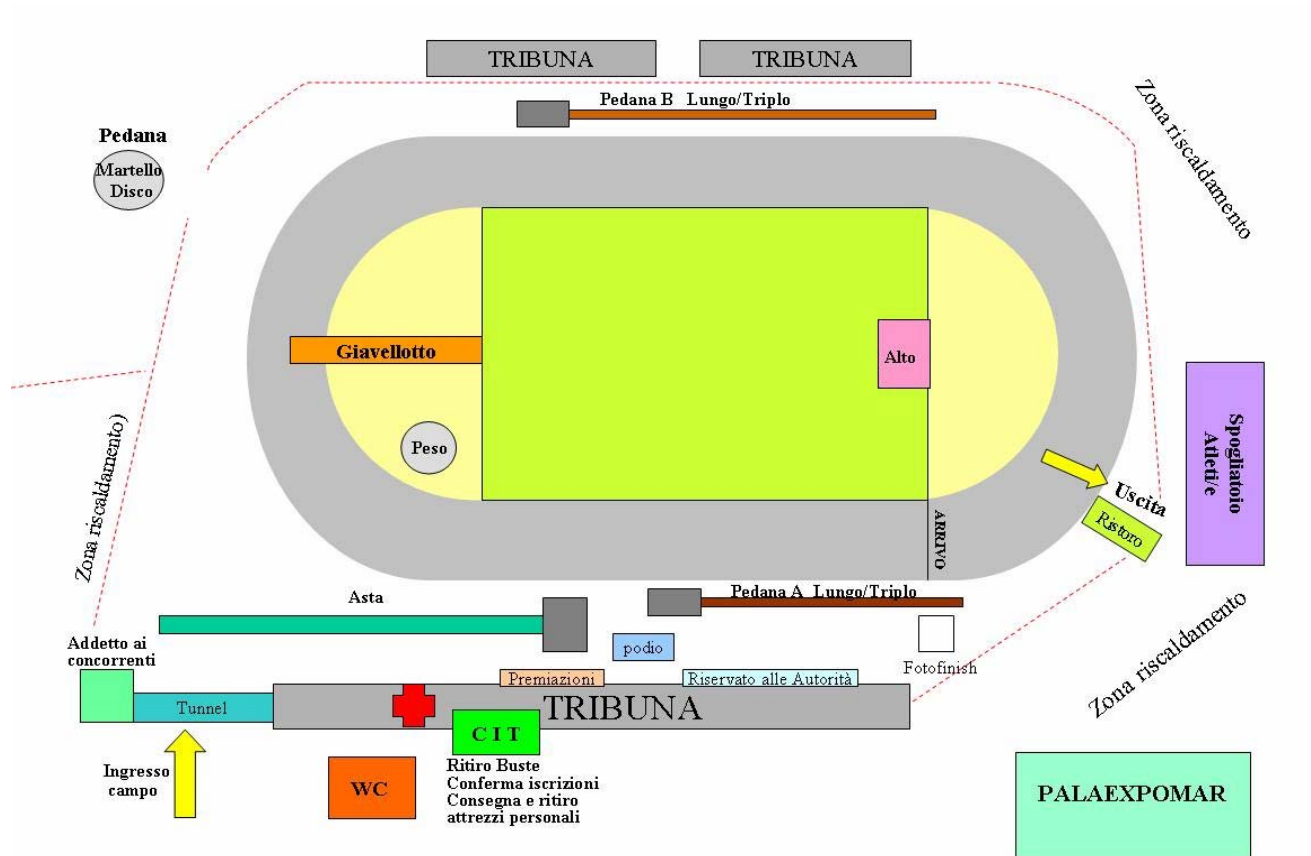 TRIBUNA
TRIBUNA
Pedana B Lungo/Triplo
Zona riscaldamento
Pedana
Martello
Disco
Giavellotto
Alto
Peso
Zona riscaldamento)
Spogliatoio
Atleti/e
Uscita
Ristoro
ARRIVO
Asta
Pedana A Lungo/Triplo
podio
Fotofinish
Zona riscaldamento
Addetto ai
concorrenti
Premiazioni
Riservato alle Autorità
Tunnel
TRIBUNA
C I T
Ingresso
campo
WC
Ritiro Buste
Conferma iscrizioni
Consegna e ritiro
attrezzi personali
PALAEXPOMAR